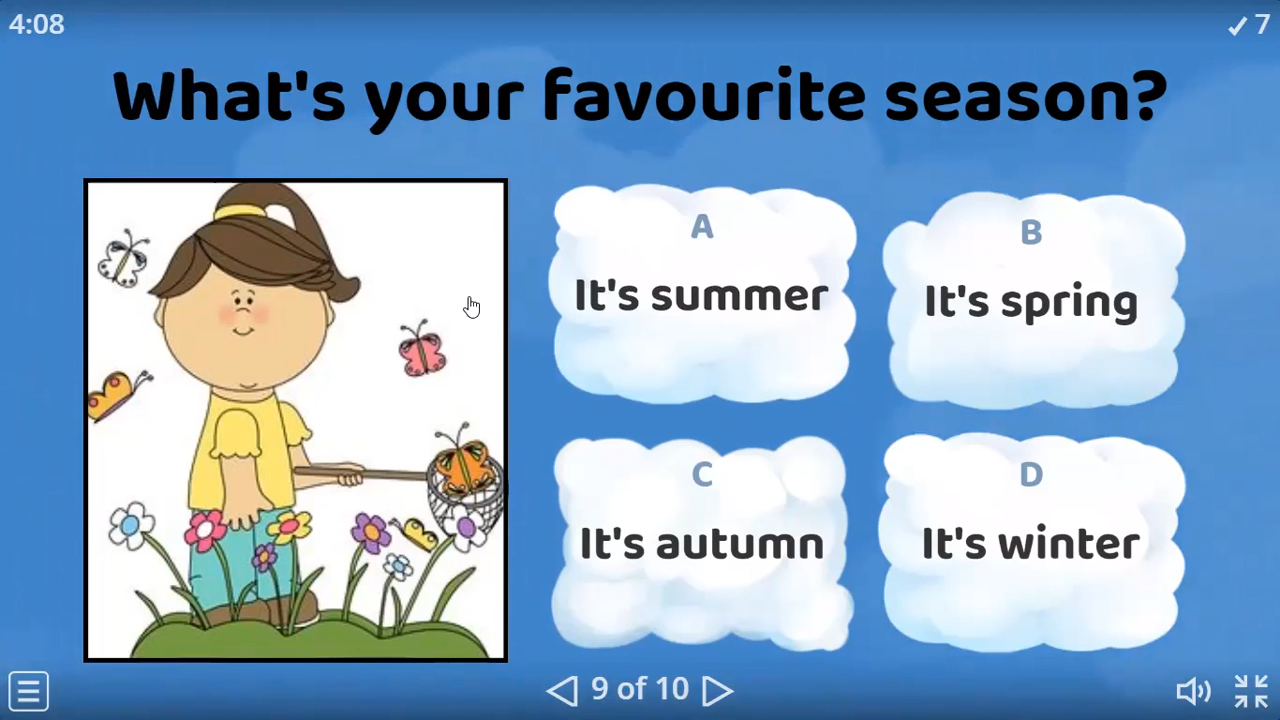 4:08
✓7
What's your favourite season?
A
It's summer
B
It's spring
C
It's autumn
D
It's winter
9 of 10